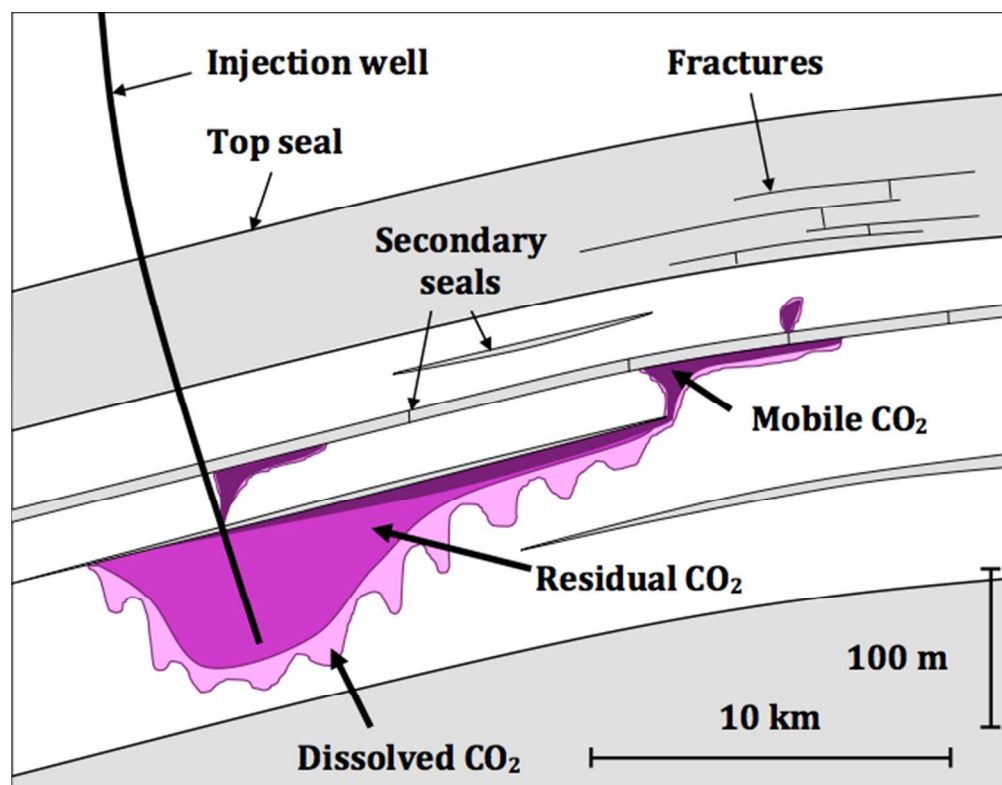 Injection well
Fractures
Top seal
Secondary
seals
Mobile CO₂
Residual CO₂
100 m
10 km
Dissolved CO₂